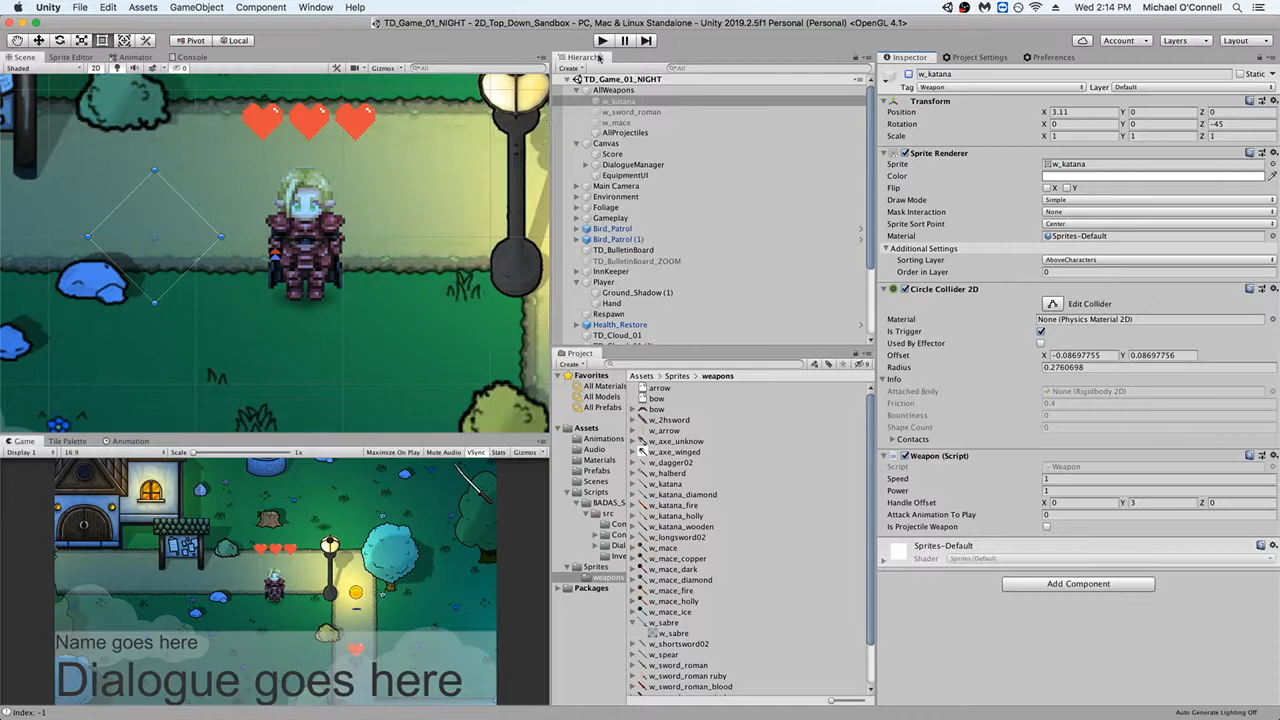 Unity File Edit Assets GameObject Component Window Help Wed 2:14 PM Michael O'Connell
TD_Game_01_NIGHT - 2D_Top_Down_Sandbox - PC, Mac & Linux Standalone - Unity 2019.2.5f1 Personal (Personal) <OpenGL 4.1>
Pivot Local Account Layers Layout
Scene Sprite Editor Animator Console
Shaded 2D 0 Gizmos All
Hierarchy
Create All
TD_Game_01_NIGHT
AllWeapons
w_katana
w_sword_roman
w_mace
AllProjectiles
Canvas
Score
DialogueManager
EquipmentUI
Main Camera
Environment
Foliage
Gameplay
Bird_Patrol
Bird_Patrol (1)
TD_BulletinBoard
TD_BulletinBoard_ZOOM
InnKeeper
Player
Ground_Shadow (1)
Hand
Respawn
Health_Restore
TD_Cloud_01
Project
Create 9
Favorites
All Materials
All Models
All Prefabs
Assets
Animations
Audio
Materials
Prefabs
Scenes
Scripts
BADAS_S
src
Con
Con
Dial
Inve
Sprites
weapons
Packages
Assets Sprites weapons
arrow
bow
bow
w_2hsword
w_arrow
w_axe_unknow
w_axe_winged
w_dagger02
w_halberd
w_katana
w_katana_diamond
w_katana_fire
w_katana_holly
w_katana_wooden
w_longsword02
w_mace
w_mace_copper
w_mace_dark
w_mace_diamond
w_mace_fire
w_mace_holly
w_mace_ice
w_sabre
w_sabre
w_shortsword02
w_spear
w_sword_roman
w_sword_roman ruby
w_sword_roman_blood
Inspector Project Settings Preferences
w_katana Static
Tag Weapon Layer Default
Transform
Position X 3.11 Y 0 Z 0
Rotation X 0 Y 0 Z -45
Scale X 1 Y 1 Z 1
Sprite Renderer
Sprite w_katana
Color
Flip X Y
Draw Mode Simple
Mask Interaction None
Sprite Sort Point Center
Material Sprites-Default
Additional Settings
Sorting Layer AboveCharacters
Order in Layer 0
Circle Collider 2D
Edit Collider
Material None (Physics Material 2D)
Is Trigger
Used By Effector
Offset X -0.08697755 Y 0.08697756
Radius 0.2760698
Info
Attached Body None (Rigidbody 2D)
Friction 0.4
Bounciness 0
Shape Count 0
Contacts
Weapon (Script)
Script Weapon
Speed 1
Power 1
Handle Offset X 0 Y 3 Z 0
Attack Animation To Play 0
Is Projectile Weapon
Sprites-Default
Shader Sprites/Default
Add Component
Game Tile Palette Animation
Display 1 16:9 Scale 1x Maximize On Play Mute Audio VSync Stats Gizmos
Name goes here
Dialogue goes here
Index: -1
Auto Generate Lighting Off